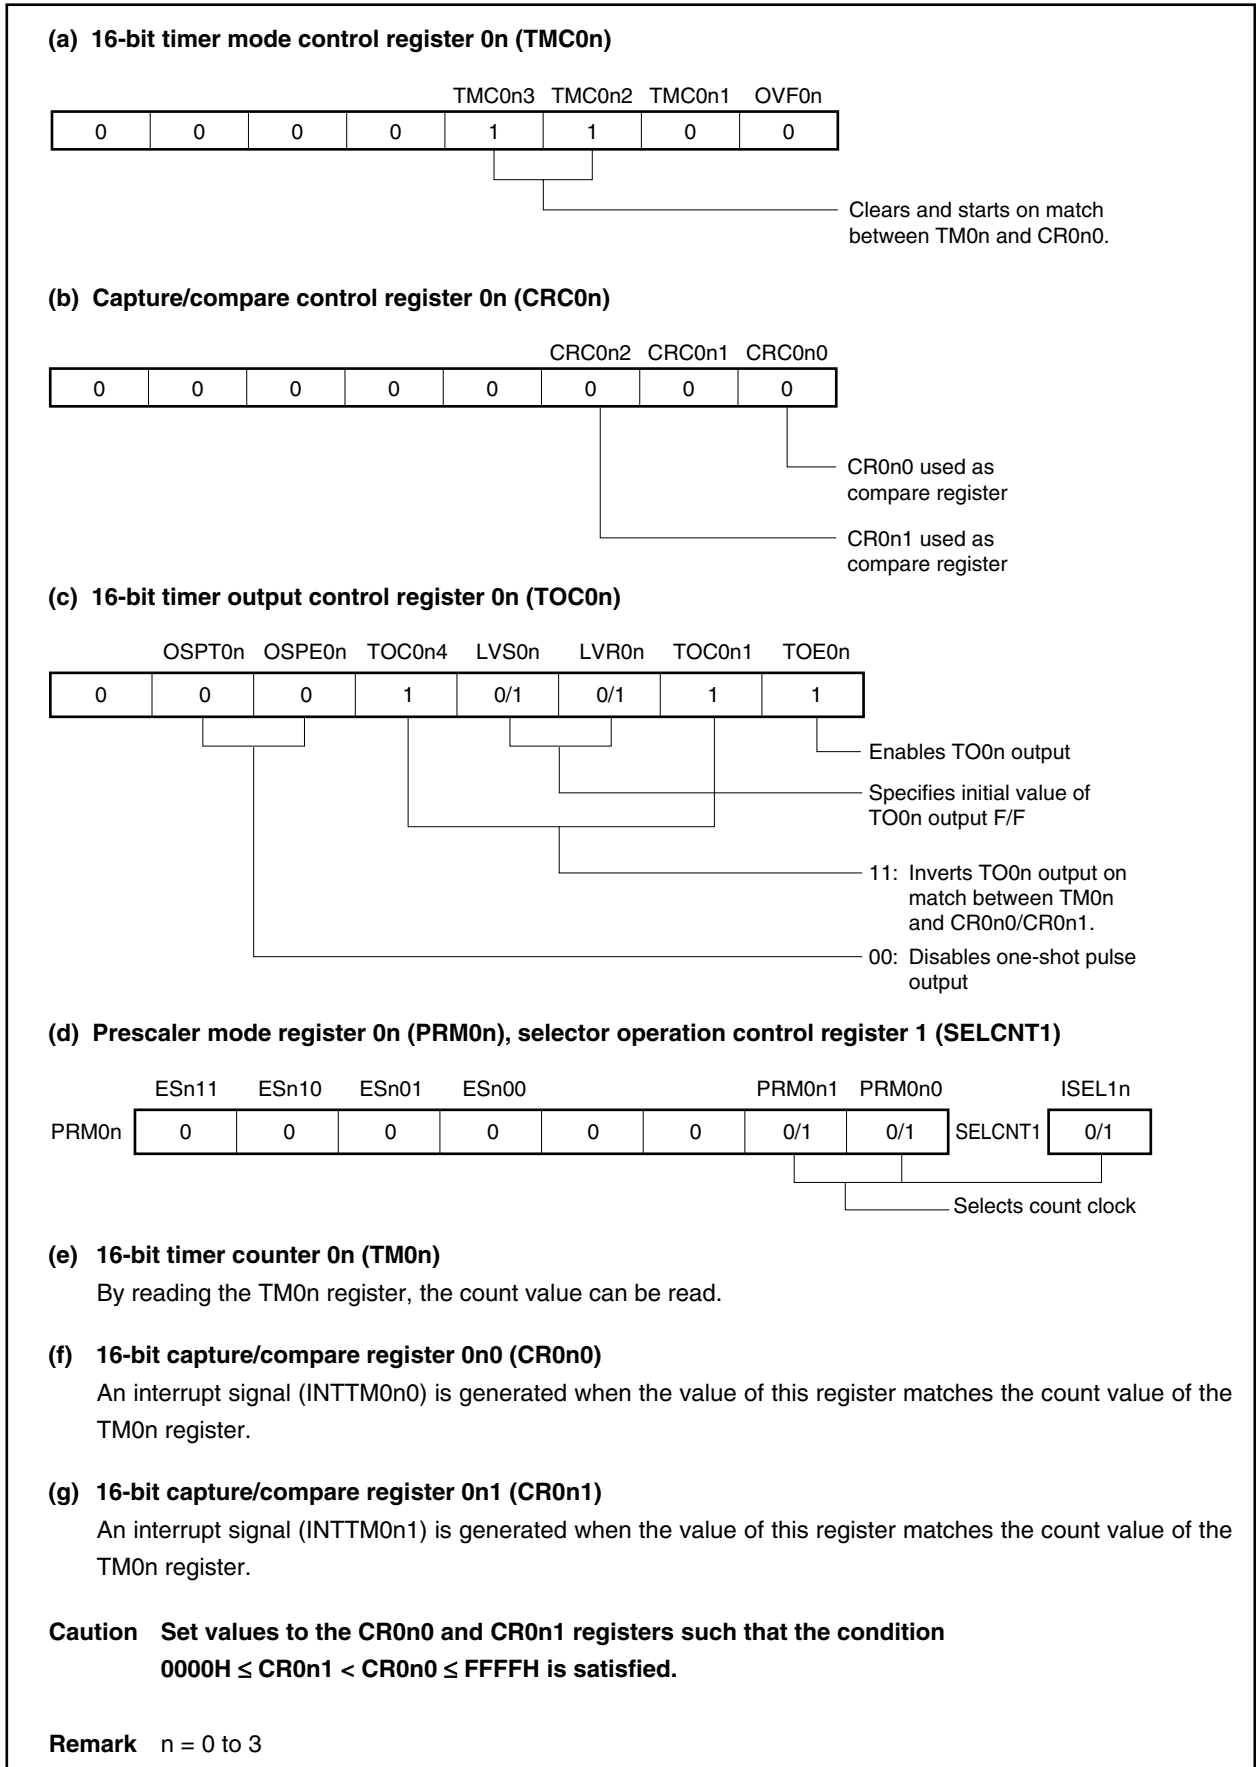 (a) 16-bit timer mode control register 0n (TMC0n)
TMC0n3 TMC0n2 TMC0n1 OVF0n
0 0 0 0 1 1 0 0
Clears and starts on match
between TM0n and CR0n0.
(b) Capture/compare control register 0n (CRC0n)
CRC0n2 CRC0n1 CRC0n0
0 0 0 0 0 0 0 0
CR0n0 used as
compare register
CR0n1 used as
compare register
(c) 16-bit timer output control register 0n (TOC0n)
OSPT0n OSPE0n TOC0n4 LVS0n LVR0n TOC0n1 TOE0n
0 0 0 1 0/1 0/1 1 1
Enables TO0n output
Specifies initial value of
TO0n output F/F
11: Inverts TO0n output on
match between TM0n
and CR0n0/CR0n1.
00: Disables one-shot pulse
output
(d) Prescaler mode register 0n (PRM0n), selector operation control register 1 (SELCNT1)
ESn11 ESn10 ESn01 ESn00 PRM0n1 PRM0n0 ISEL1n
PRM0n 0 0 0 0 0 0 0/1 0/1 SELCNT1 0/1
Selects count clock
(e) 16-bit timer counter 0n (TM0n)
By reading the TM0n register, the count value can be read.
(f) 16-bit capture/compare register 0n0 (CR0n0)
An interrupt signal (INTTM0n0) is generated when the value of this register matches the count value of the
TM0n register.
(g) 16-bit capture/compare register 0n1 (CR0n1)
An interrupt signal (INTTM0n1) is generated when the value of this register matches the count value of the
TM0n register.
Caution Set values to the CR0n0 and CR0n1 registers such that the condition
0000H ≤ CR0n1 < CR0n0 ≤ FFFFH is satisfied.
Remark n = 0 to 3